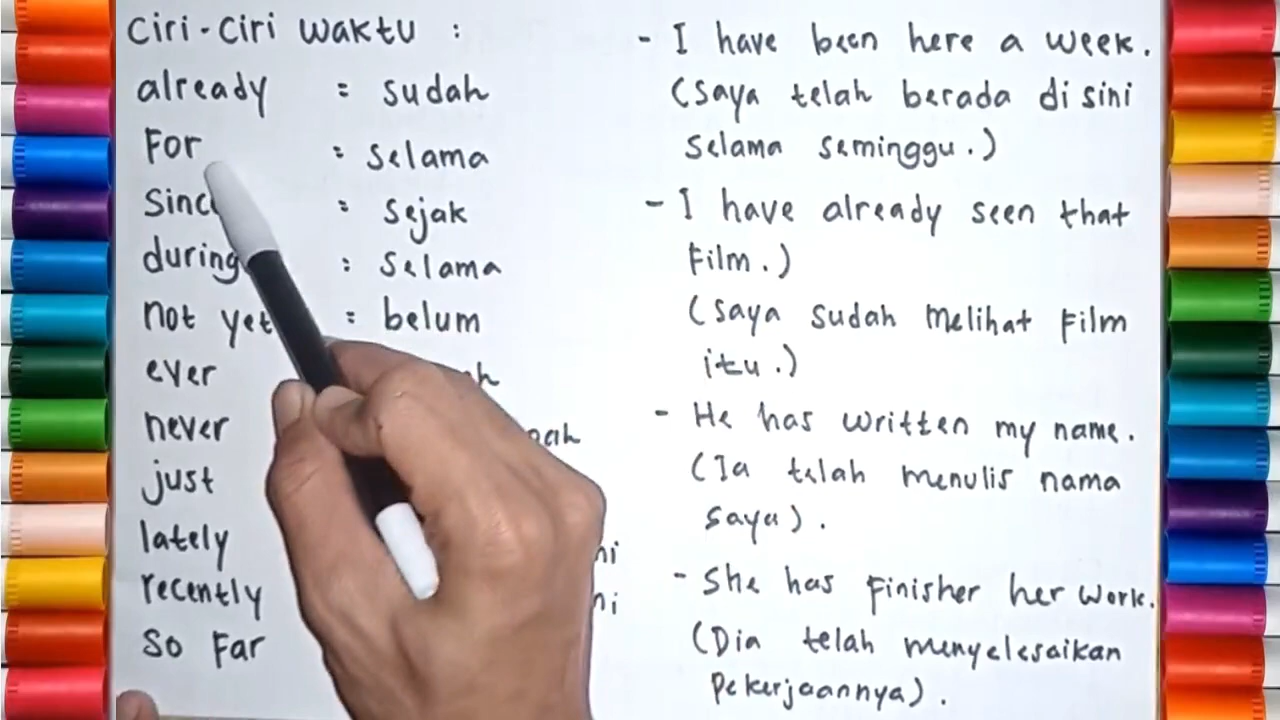 Ciri-Ciri Waktu :
already = sudah
For = selama
Sinc = sejak
during = selama
not yet = belum
ever
never
just
lately
recently
so Far
- I have been here a week.
(saya telah berada di sini
selama seminggu.)
- I have already seen that
Film.)
(saya sudah melihat Film
itu.)
- He has written my name.
(Ia telah menulis nama
saya).
- She has Finisher her work.
(Dia telah menyelesaikan
pekerjaannya).